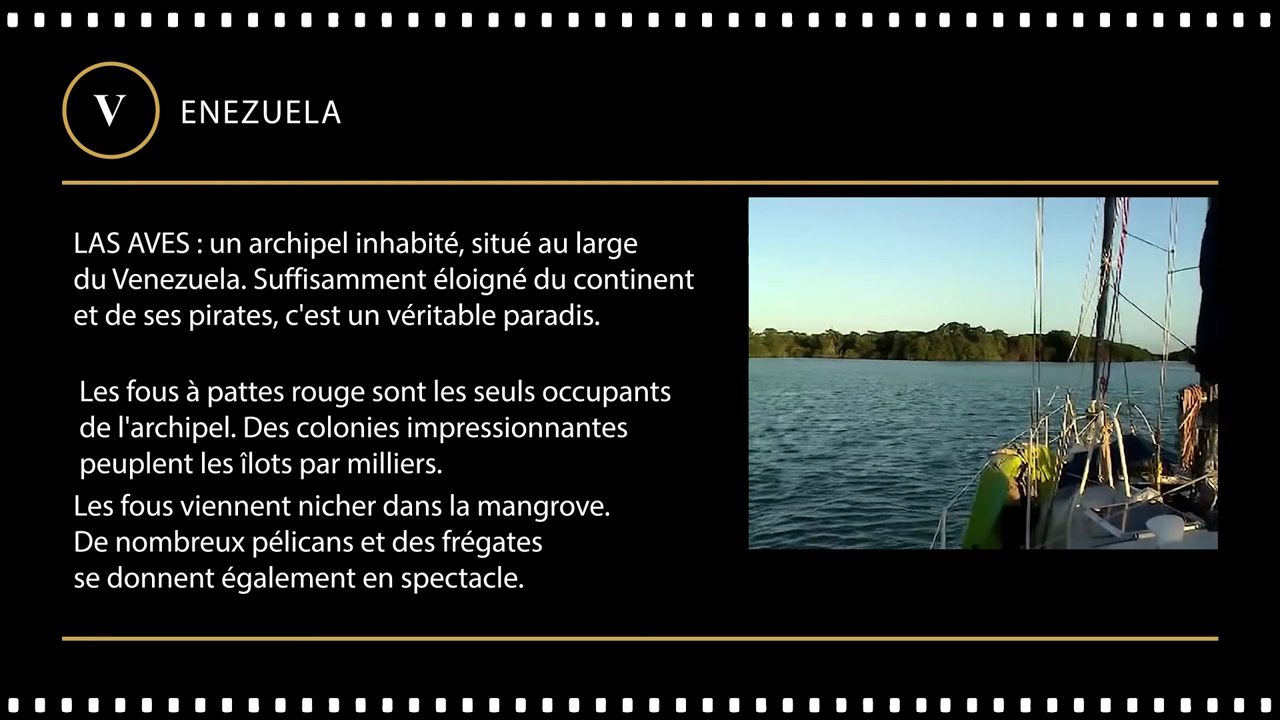 VENEZUELA
LAS AVES : un archipel inhabité, situé au large
du Venezuela. Suffisamment éloigné du continent
et de ses pirates, c'est un véritable paradis.
Les fous à pattes rouge sont les seuls occupants
de l'archipel. Des colonies impressionnantes
peuplent les îlots par milliers.
Les fous viennent nicher dans la mangrove.
De nombreux pélicans et des frégates
se donnent également en spectacle.